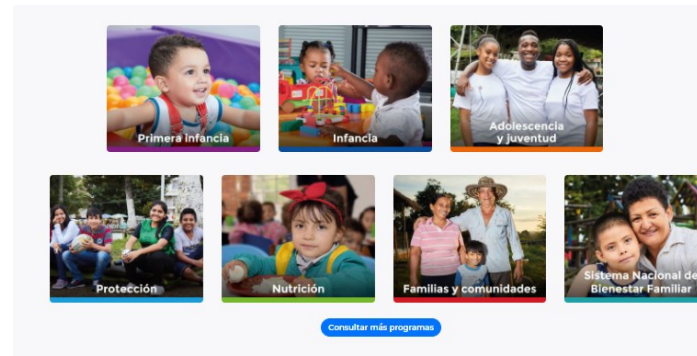 Primera infancia
Infancia
Adolescencia
y juventud
Protección
Nutrición
Familias y comunidades
Sistema Nacional de
Bienestar Familiar
Consultar más programas